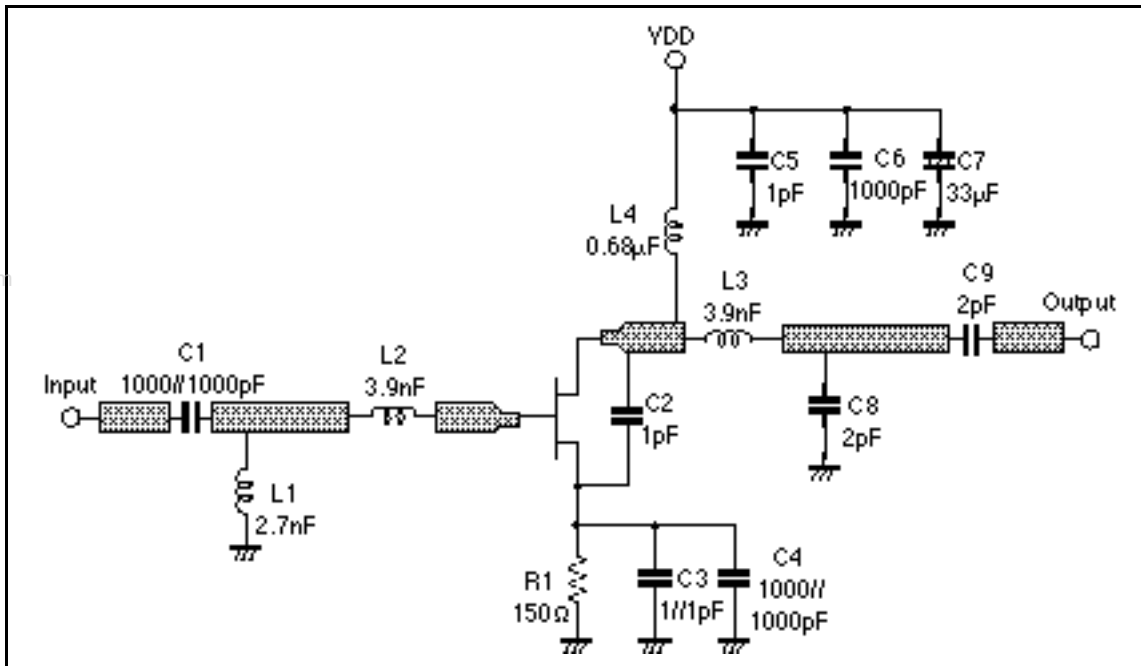 VDD
C5
1pF
C6
1000pF
C7
33μF
L4
0.68μF
L3
3.9nF
C9
2pF
Output
C1
1000//1000pF
Input
L2
3.9nF
C2
1pF
C8
2pF
L1
2.7nF
R1
150Ω
C3
1//1pF
C4
1000//
1000pF